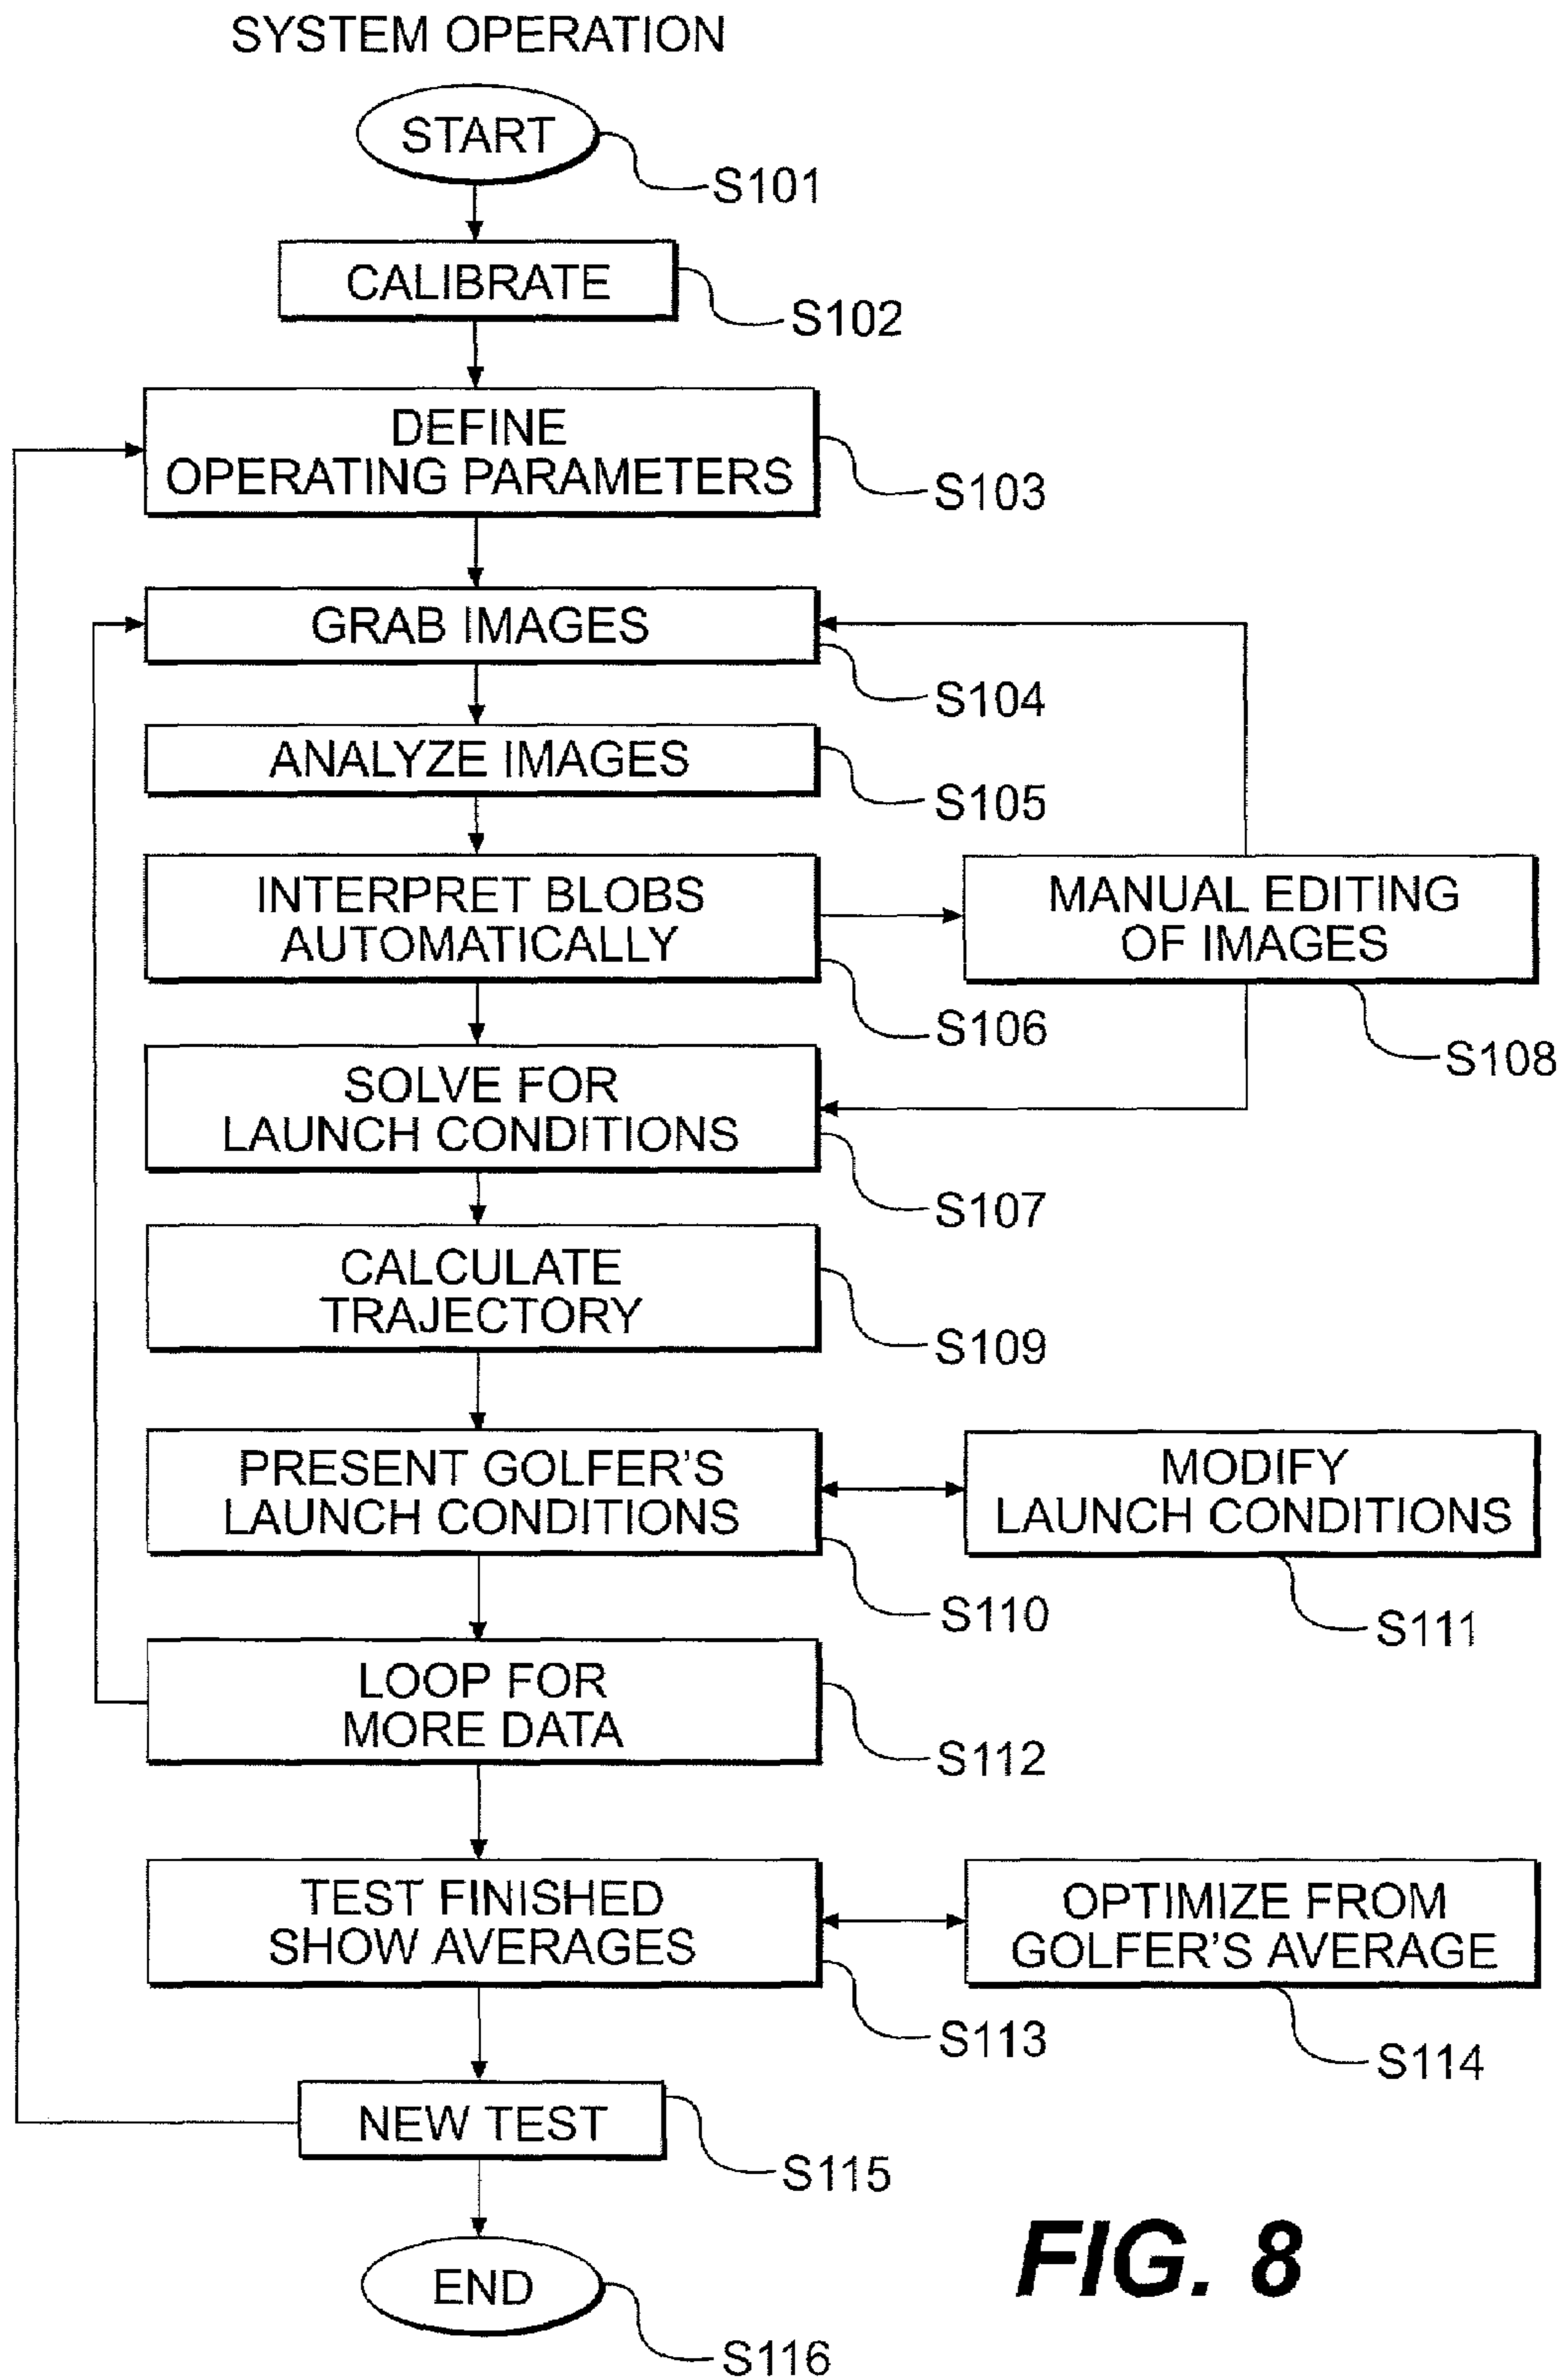 SYSTEM OPERATION
START
S101
CALIBRATE
S102
DEFINE
OPERATING PARAMETERS
S103
GRAB IMAGES
S104
ANALYZE IMAGES
S105
INTERPRET BLOBS
AUTOMATICALLY
S106
MANUAL EDITING
OF IMAGES
S108
SOLVE FOR
LAUNCH CONDITIONS
S107
CALCULATE
TRAJECTORY
S109
PRESENT GOLFER'S
LAUNCH CONDITIONS
S110
MODIFY
LAUNCH CONDITIONS
S111
LOOP FOR
MORE DATA
S112
TEST FINISHED
SHOW AVERAGES
S113
OPTIMIZE FROM
GOLFER'S AVERAGE
S114
NEW TEST
S115
END
S116
FIG. 8